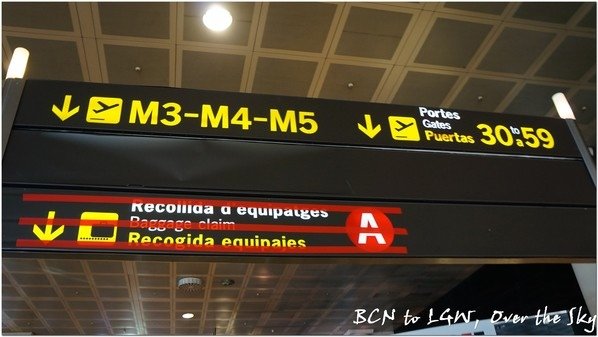 M3-M4-M5
Portes
Gates
Puertas 30 to 59
Recollida d'equipatges
Baggage claim
Recogida equipajes
A
BCN to LGW, Over the Sky